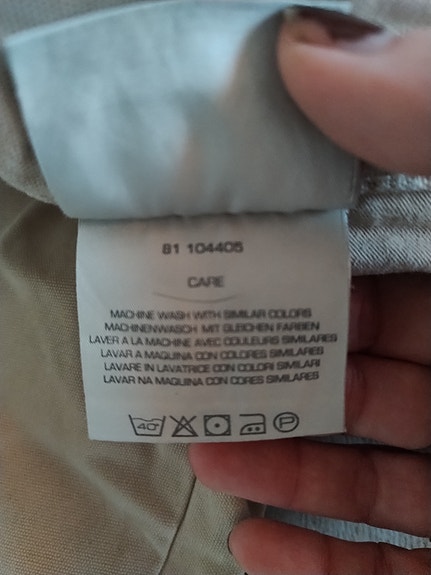 81 104405
CARE
MACHINE WASH WITH SIMILAR COLORS
MACHINENWASCH MIT GLEICHEN FARBEN
LAVER A LA MACHINE AVEC COULEURS SIMILAIRES
LAVAR A MAQUINA CON COLORES SIMILARES
LAVARE IN LAVATRICE CON COLORI SIMILARI
LAVAR NA MAQUINA CON CORES SIMILARES
40° P